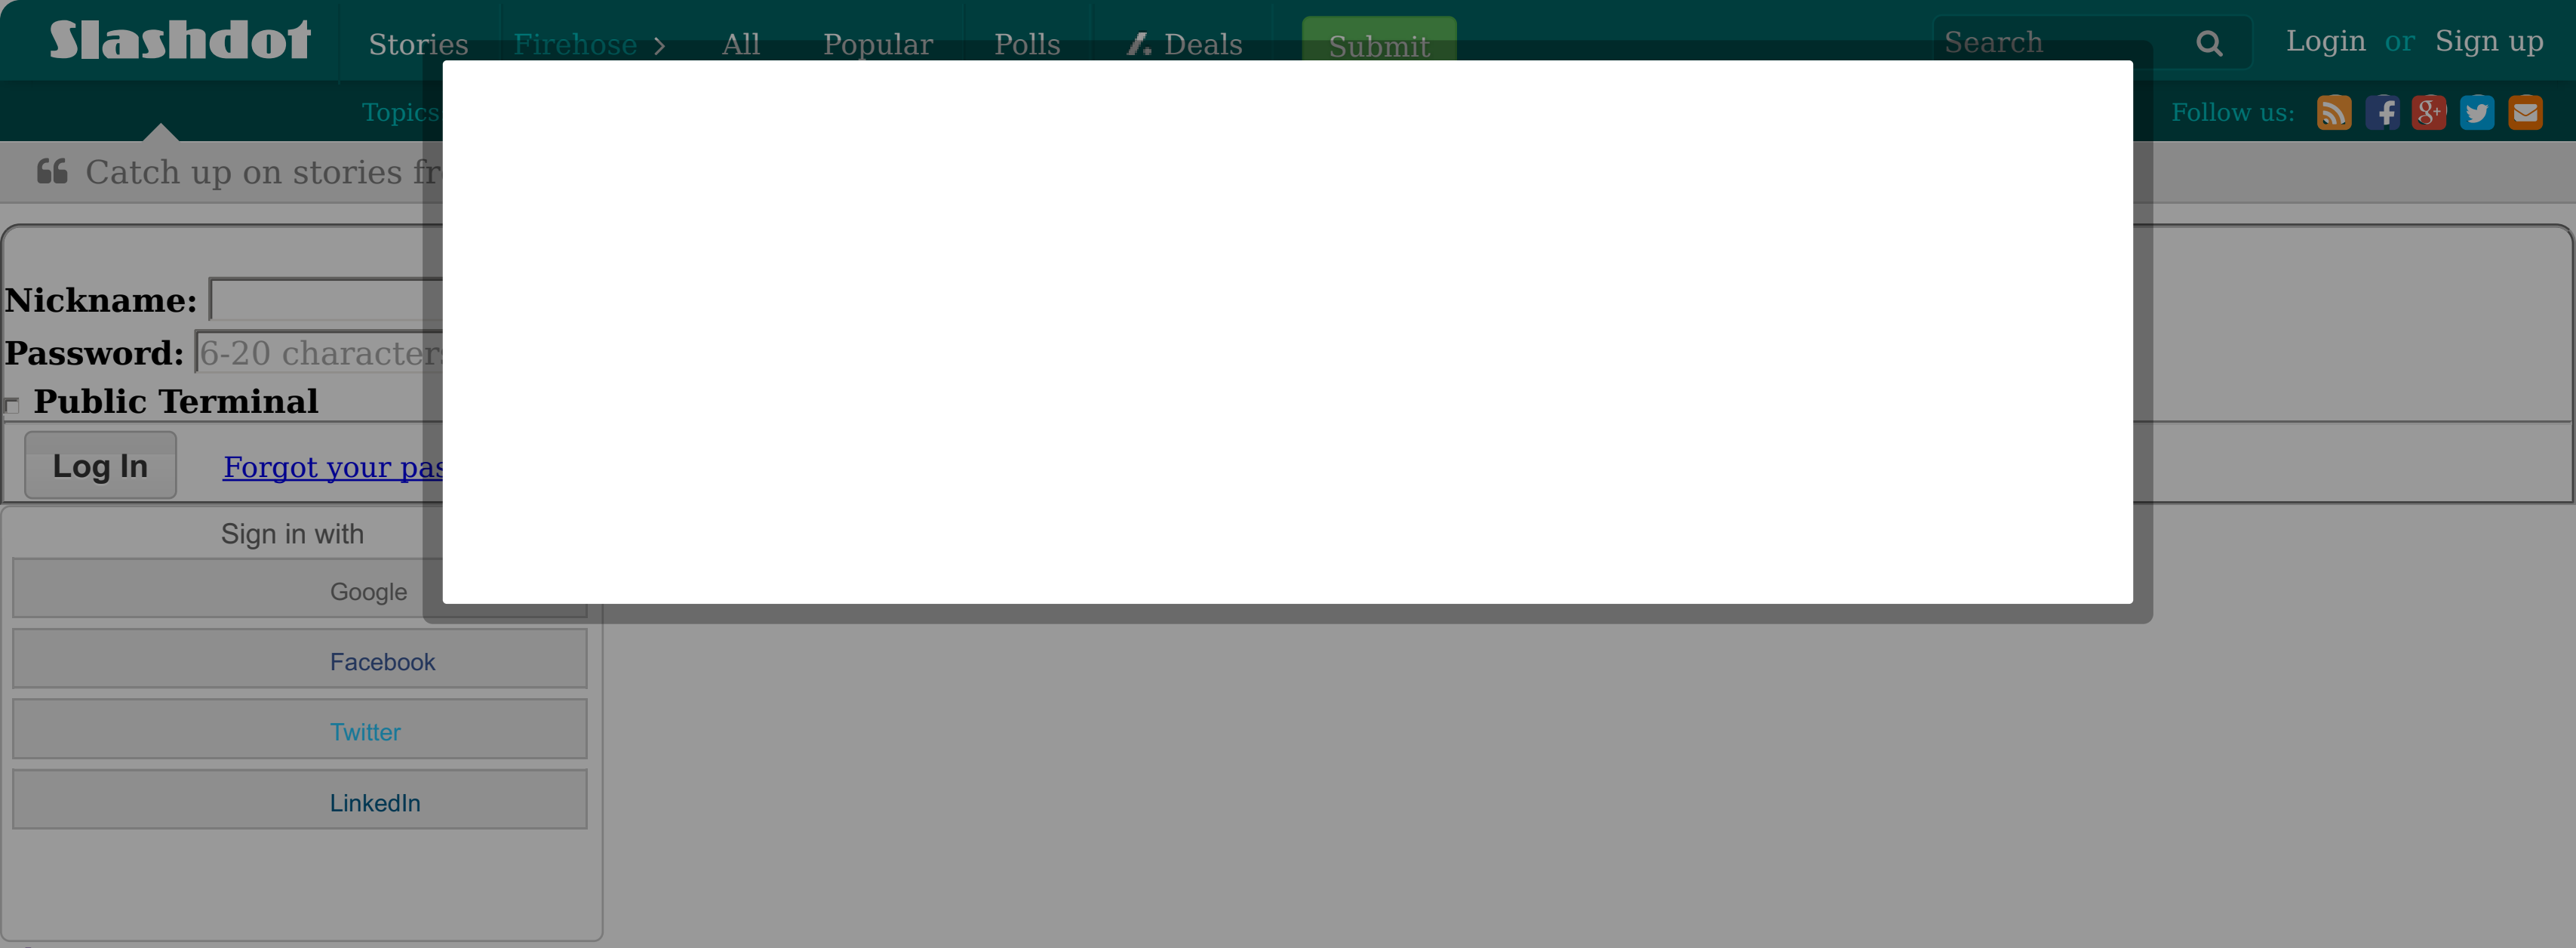 Slashdot Stories Firehose > All Popular Polls Deals Submit Search Login or Sign up
Topics Follow us:
Catch up on stories fr
Nickname:
Password: 6-20 characters
Public Terminal
Log In Forgot your pas
Sign in with
Google
Facebook
Twitter
LinkedIn